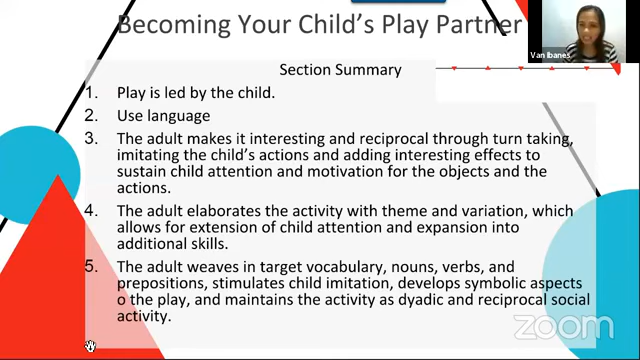 Becoming Your Child's Play Partner
Van Ibanes
Section Summary
1. Play is led by the child.
2. Use language
3. The adult makes it interesting and reciprocal through turn taking,
imitating the child's actions and adding interesting effects to
sustain child attention and motivation for the objects and the
actions.
4. The adult elaborates the activity with theme and variation, which
allows for extension of child attention and expansion into
additional skills.
5. The adult weaves in target vocabulary, nouns, verbs, and
prepositions, stimulates child imitation, develops symbolic aspects
o the play, and maintains the activity as dyadic and reciprocal social
activity.
zoom